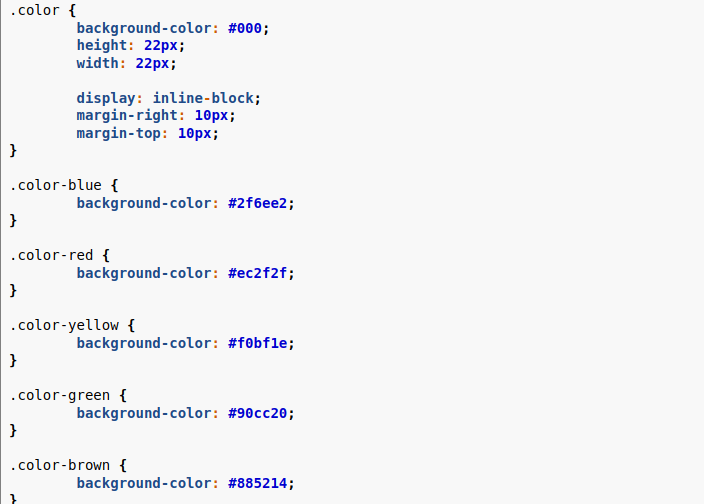 .color {
        background-color: #000;
        height: 22px;
        width: 22px;

        display: inline-block;
        margin-right: 10px;
        margin-top: 10px;
}

.color-blue {
        background-color: #2f6ee2;
}

.color-red {
        background-color: #ec2f2f;
}

.color-yellow {
        background-color: #f0bf1e;
}

.color-green {
        background-color: #90cc20;
}

.color-brown {
        background-color: #885214;
}